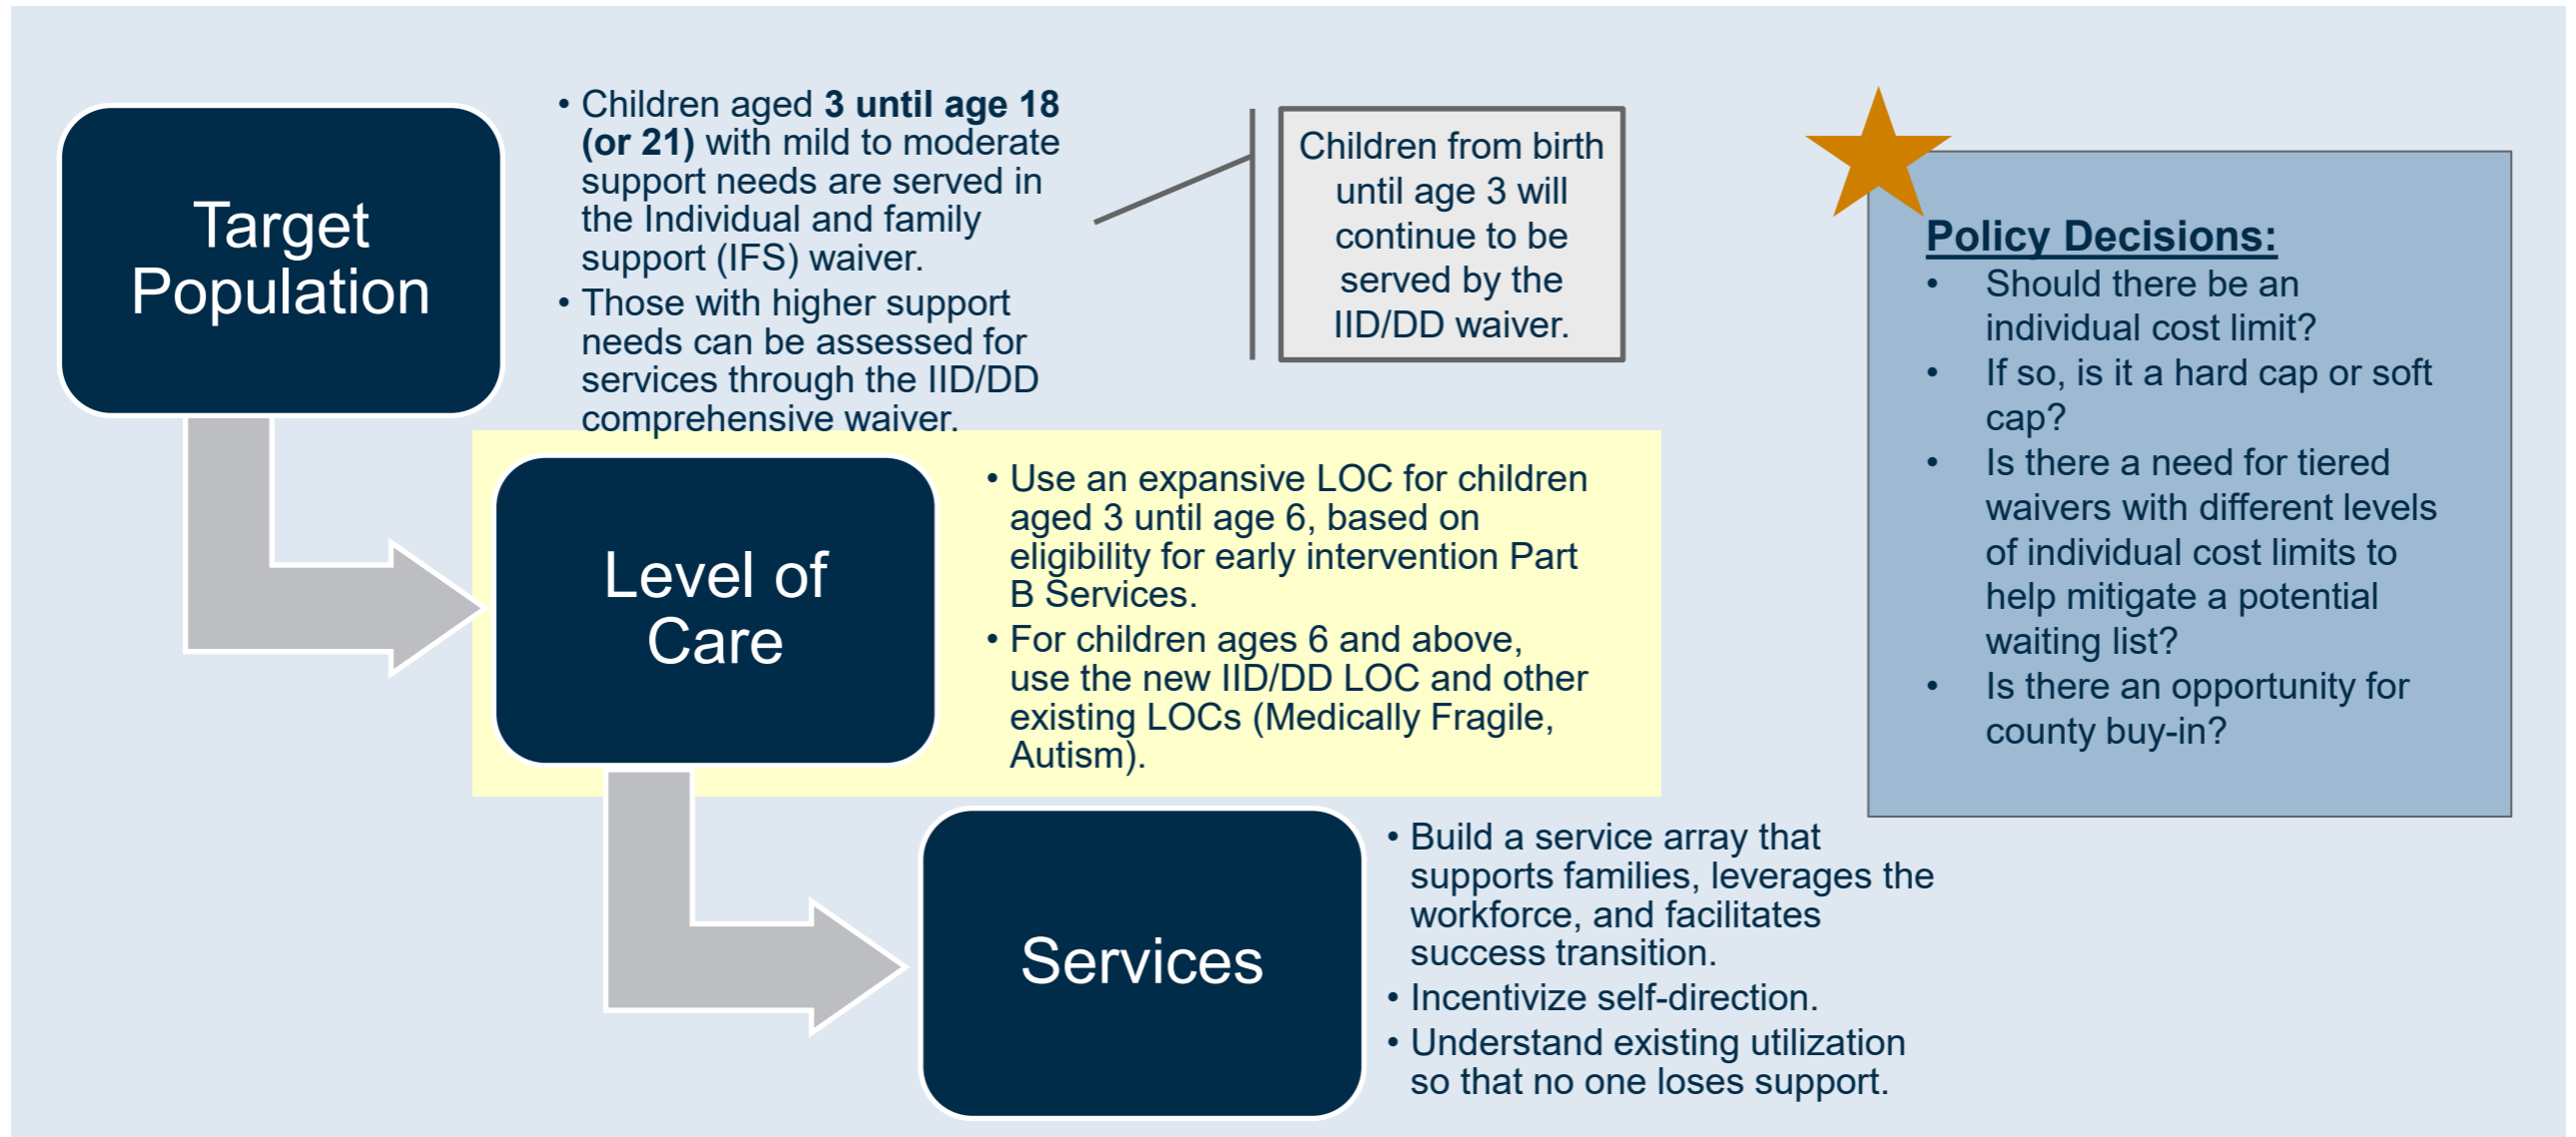 Target
Population
• Children aged 3 until age 18
(or 21) with mild to moderate
support needs are served in
the Individual and family
support (IFS) waiver.
• Those with higher support
needs can be assessed for
services through the IID/DD
comprehensive waiver.
Children from birth
until age 3 will
continue to be
served by the
IID/DD waiver.
Level of
Care
• Use an expansive LOC for children
aged 3 until age 6, based on
eligibility for early intervention Part
B Services.
• For children ages 6 and above,
use the new IID/DD LOC and other
existing LOCs (Medically Fragile,
Autism).
Services
• Build a service array that
supports families, leverages the
workforce, and facilitates
success transition.
• Incentivize self-direction.
• Understand existing utilization
so that no one loses support.
Policy Decisions:
• Should there be an
individual cost limit?
• If so, is it a hard cap or soft
cap?
• Is there a need for tiered
waivers with different levels
of individual cost limits to
help mitigate a potential
waiting list?
• Is there an opportunity for
county buy-in?